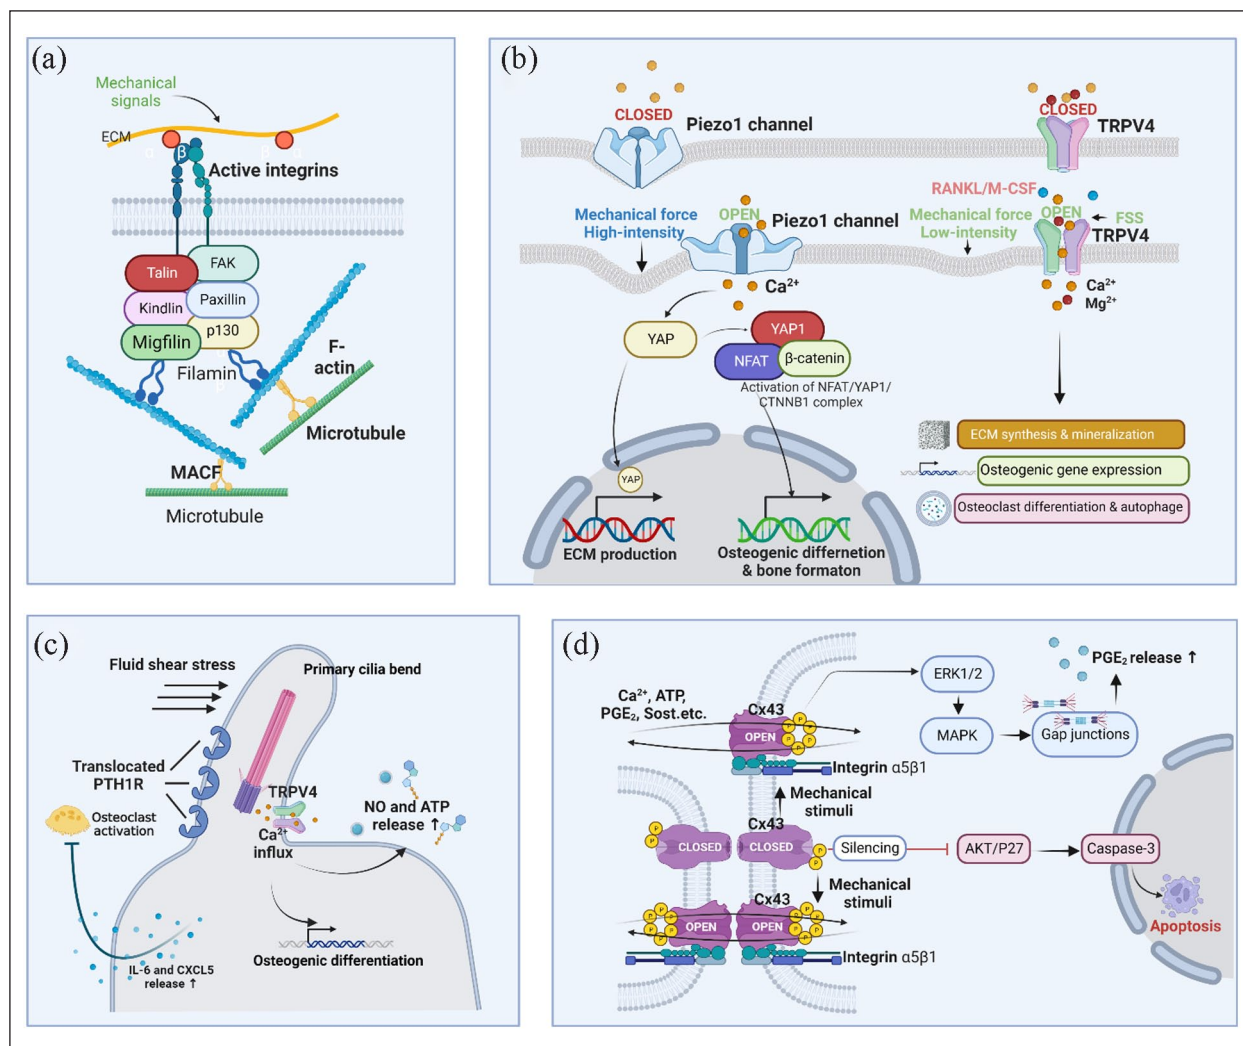 (a)
Mechanical
signals
ECM
α
β
β
α
Active integrins
Talin
FAK
Kindlin
Paxillin
Migfilin
p130
Filamin
F-
actin
Microtubule
MACF
Microtubule
(b)
CLOSED
Piezo1 channel
CLOSED
TRPV4
RANKL/M-CSF
Mechanical force
High-intensity
OPEN
Piezo1 channel
Mechanical force
Low-intensity
OPEN
FSS
TRPV4
Ca²⁺
Ca²⁺
Mg²⁺
YAP
YAP1
NFAT
β-catenin
Activation of NFAT/YAP1/
CTNNB1 complex
YAP
ECM production
Osteogenic differnetion
& bone formaton
ECM synthesis & mineralization
Osteogenic gene expression
Osteoclast differentiation & autophage
(c)
Fluid shear stress
Primary cilia bend
Translocated
PTH1R
TRPV4
Ca²⁺
influx
NO and ATP
release ↑
Osteoclast
activation
IL-6 and CXCL5
release ↑
Osteogenic differentiation
(d)
Ca²⁺, ATP,
PGE₂, Sost.etc.
Cx43
OPEN
P
P
P
P
P
P
ERK1/2
MAPK
Gap junctions
PGE₂ release ↑
Integrin α5β1
Mechanical
stimuli
Cx43
P
CLOSED
CLOSED
P
Silencing
AKT/P27
Caspase-3
Mechanical
stimuli
Apoptosis
Cx43
P
P
P
P
P
P
OPEN
OPEN
P
P
P
P
P
P
Integrin α5β1